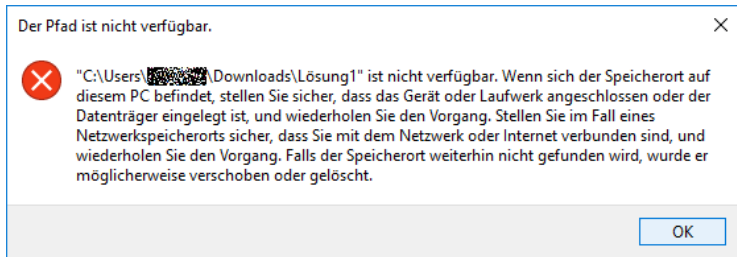 Der Pfad ist nicht verfügbar.
"C:\Users\\Downloads\Lösung1" ist nicht verfügbar. Wenn sich der Speicherort auf
diesem PC befindet, stellen Sie sicher, dass das Gerät oder Laufwerk angeschlossen oder der
Datenträger eingelegt ist, und wiederholen Sie den Vorgang. Stellen Sie im Fall eines
Netzwerkspeicherorts sicher, dass Sie mit dem Netzwerk oder Internet verbunden sind, und
wiederholen Sie den Vorgang. Falls der Speicherort weiterhin nicht gefunden wird, wurde er
möglicherweise verschoben oder gelöscht.
OK